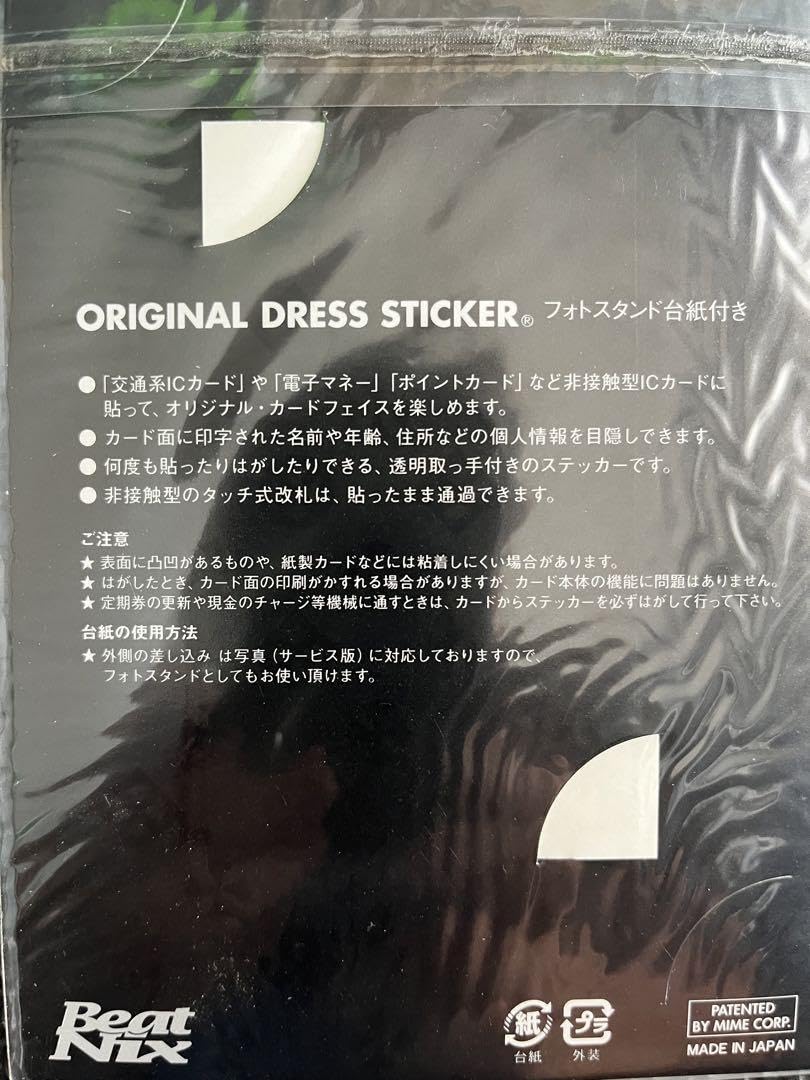 ORIGINAL DRESS STICKER® フォトスタンド台紙付き
●「交通系ICカード」や「電子マネー」「ポイントカード」など非接触型ICカードに
貼って、オリジナル・カードフェイスを楽しめます。
● カード面に印字された名前や年齢、住所などの個人情報を目隠しできます。
● 何度も貼ったりはがしたりできる、透明取っ手付きのステッカーです。
● 非接触型のタッチ式改札は、貼ったまま通過できます。
ご注意
★ 表面に凸凹があるものや、紙製カードなどには粘着しにくい場合があります。
★ はがしたとき、カード面の印刷がかすれる場合がありますが、カード本体の機能に問題はありません。
★ 定期券の更新や現金のチャージ等機械に通すときは、カードからステッカーを必ずはがして行って下さい。
台紙の使用方法
★ 外側の差し込み は写真（サービス版）に対応しておりますので、
フォトスタンドとしてもお使い頂けます。
Beat
Nix
紙
台紙
プラ
外装
PATENTED
BY MIME CORP.
MADE IN JAPAN